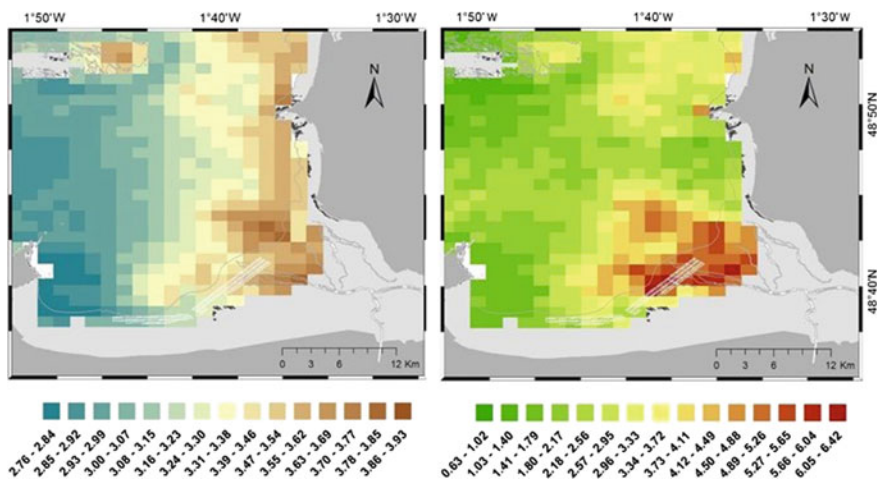 1°50'W 1°40'W 1°50'W 1°40'W 1°30'W
N N
48°50'N
48°40'N
0 3 6 9 12 Km
0 3 6 9 12 Km
2.76 - 2.84
2.85 - 2.92
2.93 - 2.99
3.00 - 3.07
3.08 - 3.15
3.16 - 3.23
3.24 - 3.30
3.31 - 3.38
3.39 - 3.46
3.47 - 3.54
3.55 - 3.62
3.63 - 3.69
3.70 - 3.77
3.78 - 3.85
3.86 - 3.93
0.63 - 1.02
1.03 - 1.40
1.41 - 1.79
1.80 - 2.17
2.18 - 2.56
2.57 - 2.95
2.96 - 3.33
3.34 - 3.72
3.73 - 4.11
4.12 - 4.49
4.50 - 4.88
4.89 - 5.26
5.27 - 5.65
5.66 - 6.04
6.05 - 6.42